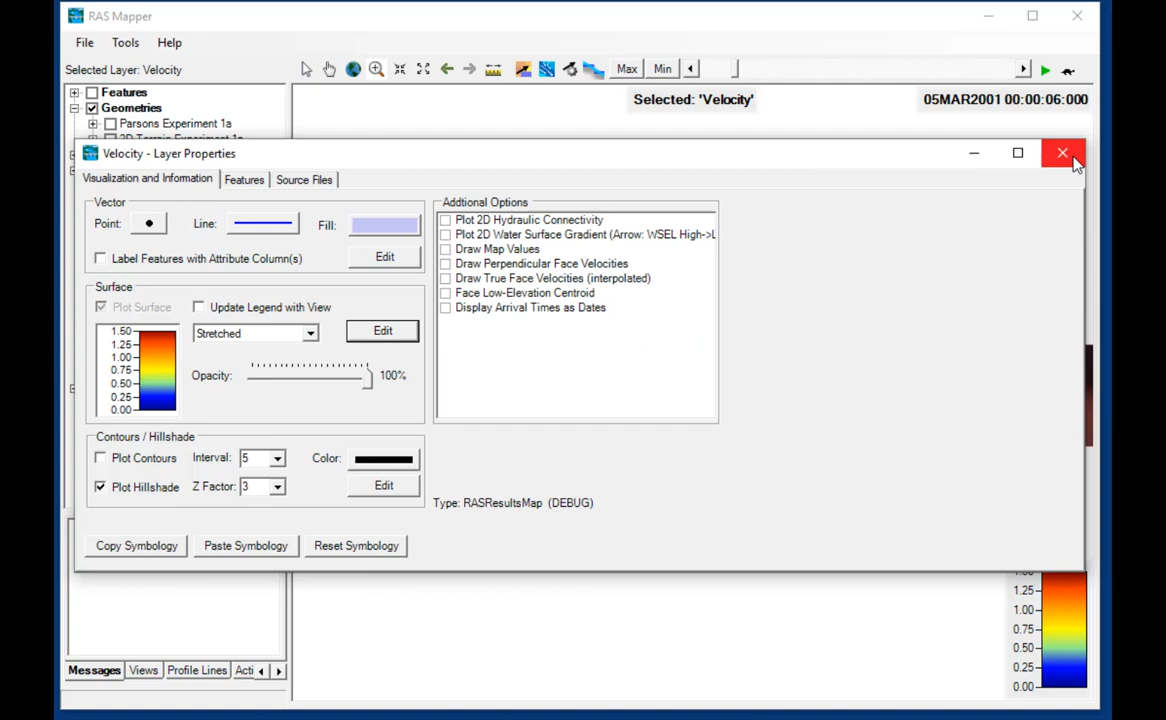 RAS Mapper
File Tools Help
Selected Layer: Velocity
Max Min
Features
Selected: 'Velocity' 05MAR2001 00:00:06:000
Geometries
Parsons Experiment 1a
2D Terrain Experiment 1a
Velocity - Layer Properties
Visualization and Information Features Source Files
Vector
Point: Line: Fill:
Label Features with Attribute Column(s) Edit
Surface
Plot Surface Update Legend with View
Stretched Edit
1.50
1.25
1.00
0.75
0.50
0.25
0.00
Opacity: 100%
Contours / Hillshade
Plot Contours Interval: 5 Color:
Plot Hillshade Z Factor: 3 Edit
Copy Symbology Paste Symbology Reset Symbology
Addtional Options
Plot 2D Hydraulic Connectivity
Plot 2D Water Surface Gradient (Arrow: WSEL High->L
Draw Map Values
Draw Perpendicular Face Velocities
Draw True Face Velocities (interpolated)
Face Low-Elevation Centroid
Display Arrival Times as Dates
Type: RASResultsMap (DEBUG)
1.50
1.25
1.00
0.75
0.50
0.25
0.00
Messages Views Profile Lines Acti